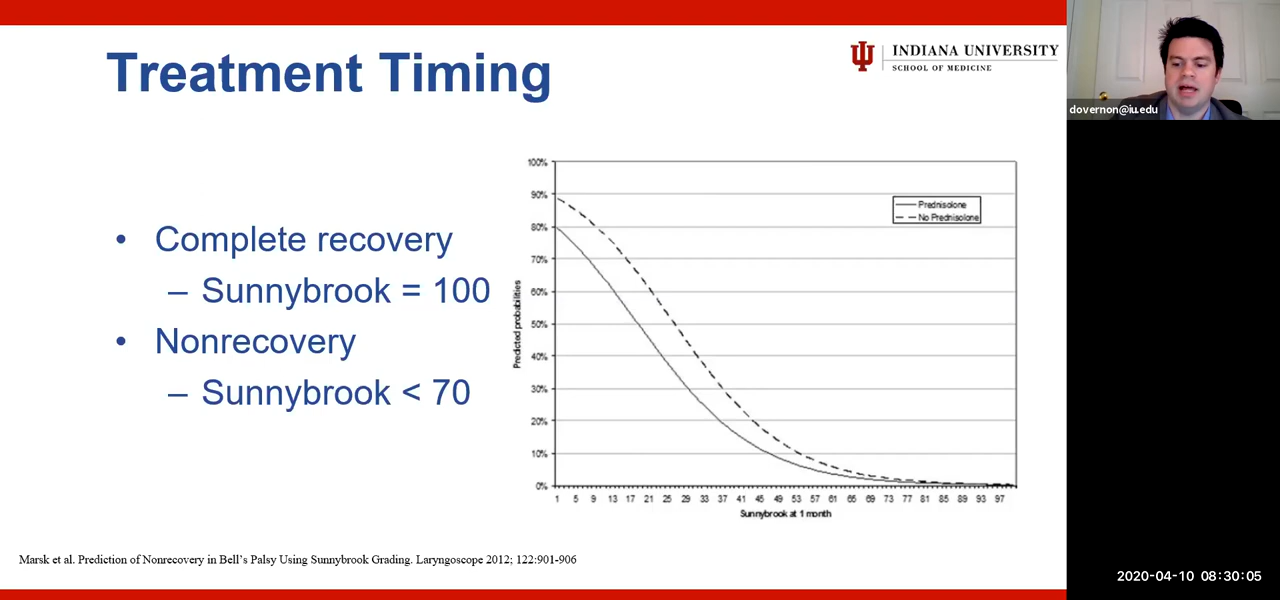 Treatment Timing
INDIANA UNIVERSITY
SCHOOL OF MEDICINE
dovernon@iu.edu
• Complete recovery
– Sunnybrook = 100
• Nonrecovery
– Sunnybrook < 70
100%
90%
80%
70%
60%
50%
40%
30%
20%
10%
0%
Predicted probabilities
Prednisolone
No Prednisolone
1 5 9 13 17 21 25 29 33 37 41 45 49 53 57 61 65 69 73 77 81 85 89 93 97
Sunnybrook at 1 month
Marsk et al. Prediction of Nonrecovery in Bell's Palsy Using Sunnybrook Grading. Laryngoscope 2012; 122:901-906
2020-04-10 08:30:05